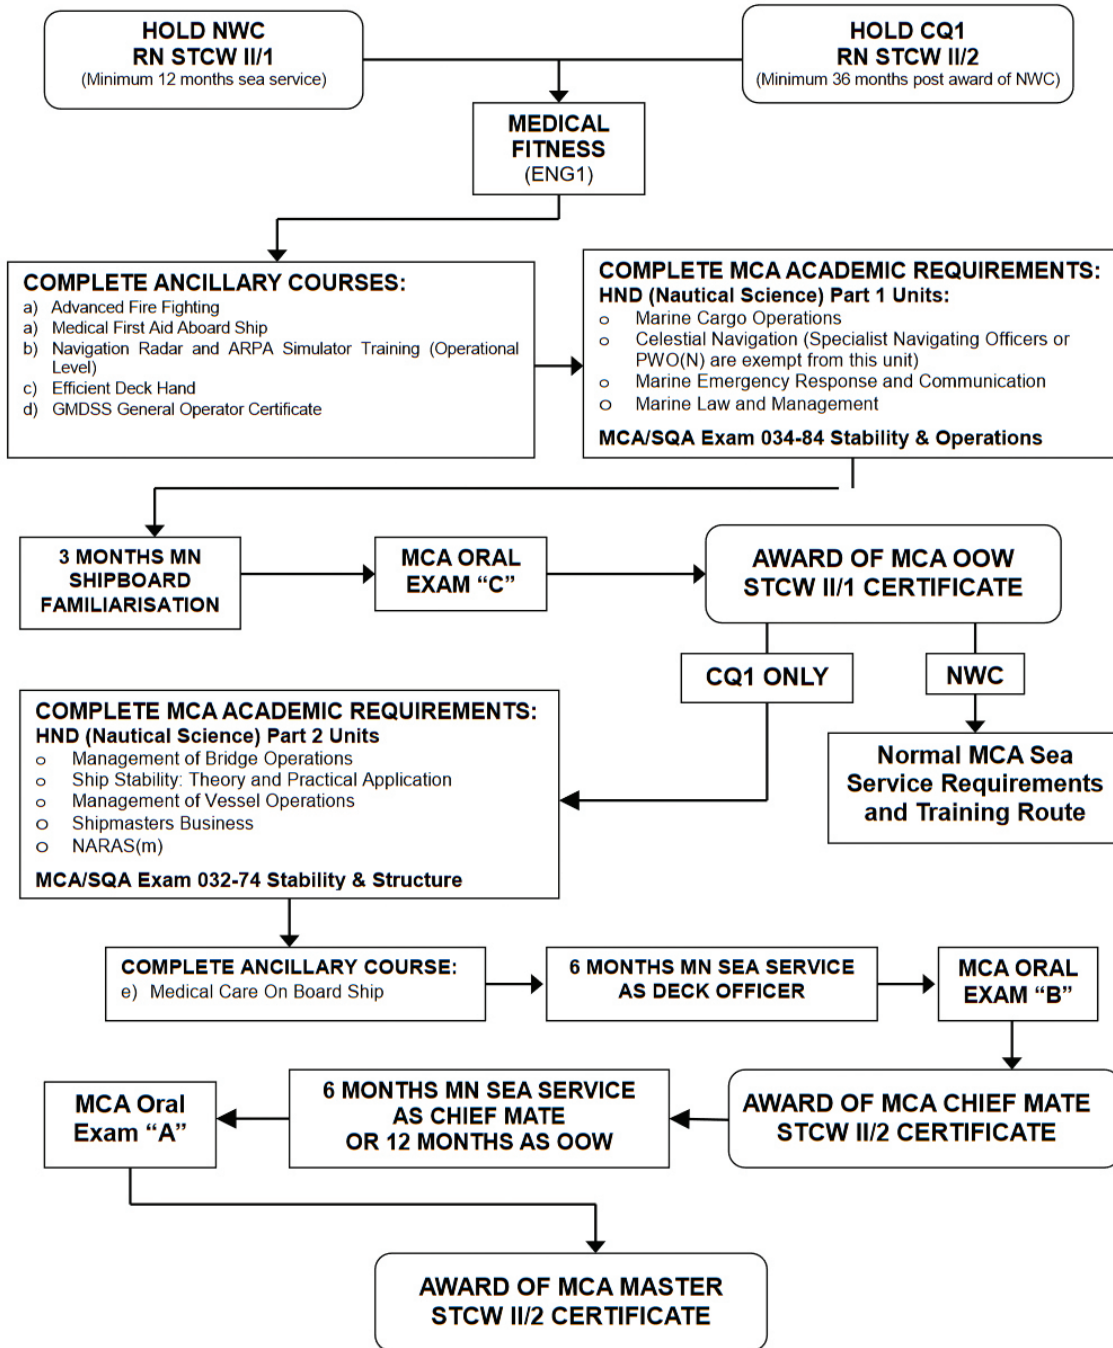 HOLD NWC
RN STCW II/1
(Minimum 12 months sea service)
HOLD CQ1
RN STCW II/2
(Minimum 36 months post award of NWC)
MEDICAL
FITNESS
(ENG1)
COMPLETE ANCILLARY COURSES:
a) Advanced Fire Fighting
a) Medical First Aid Aboard Ship
b) Navigation Radar and ARPA Simulator Training (Operational
Level)
c) Efficient Deck Hand
d) GMDSS General Operator Certificate
COMPLETE MCA ACADEMIC REQUIREMENTS:
HND (Nautical Science) Part 1 Units:
o Marine Cargo Operations
o Celestial Navigation (Specialist Navigating Officers or
PWO(N) are exempt from this unit)
o Marine Emergency Response and Communication
o Marine Law and Management
MCA/SQA Exam 034-84 Stability & Operations
3 MONTHS MN
SHIPBOARD
FAMILIARISATION
MCA ORAL
EXAM “C”
AWARD OF MCA OOW
STCW II/1 CERTIFICATE
CQ1 ONLY
NWC
COMPLETE MCA ACADEMIC REQUIREMENTS:
HND (Nautical Science) Part 2 Units
o Management of Bridge Operations
o Ship Stability: Theory and Practical Application
o Management of Vessel Operations
o Shipmasters Business
o NARAS(m)
MCA/SQA Exam 032-74 Stability & Structure
Normal MCA Sea
Service Requirements
and Training Route
COMPLETE ANCILLARY COURSE:
e) Medical Care On Board Ship
6 MONTHS MN SEA SERVICE
AS DECK OFFICER
MCA ORAL
EXAM “B”
MCA Oral
Exam “A”
6 MONTHS MN SEA SERVICE
AS CHIEF MATE
OR 12 MONTHS AS OOW
AWARD OF MCA CHIEF MATE
STCW II/2 CERTIFICATE
AWARD OF MCA MASTER
STCW II/2 CERTIFICATE